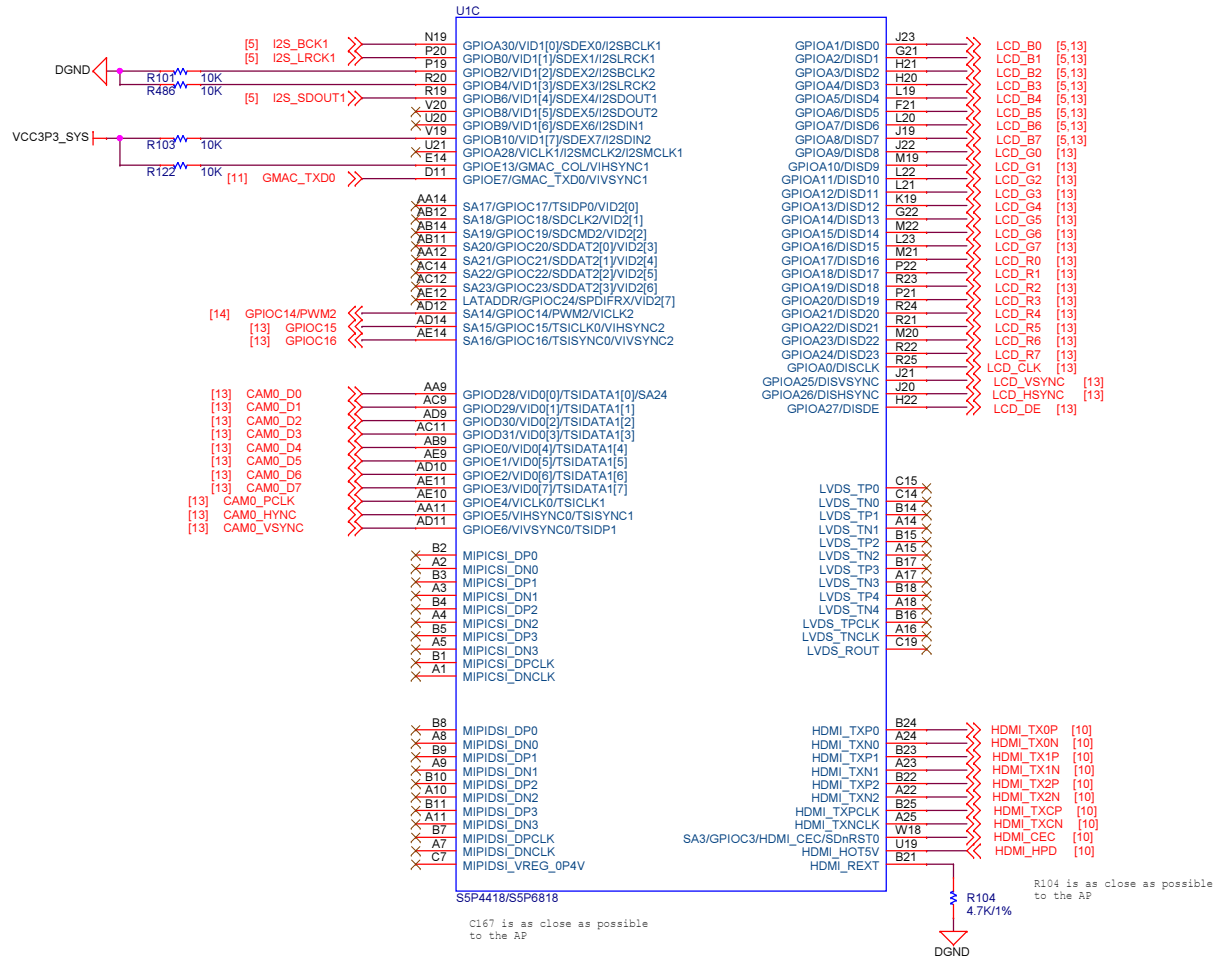 U1C
[5] I2S_BCK1 N19 GPIOA30/VID1[0]/SDEX0/I2SBCLK1
[5] I2S_LRCK1 P20 GPIOB0/VID1[1]/SDEX1/I2SLRCK1
DGND R101 10K P19 GPIOB2/VID1[2]/SDEX2/I2SBCLK2
R486 10K R20 GPIOB4/VID1[3]/SDEX3/I2SLRCK2
[5] I2S_SDOUT1 R19 GPIOB6/VID1[4]/SDEX4/I2SDOUT1
V20 GPIOB8/VID1[5]/SDEX5/I2SDOUT2
U20 GPIOB9/VID1[6]/SDEX6/I2SDIN1
VCC3P3_SYS R103 10K V19 GPIOB10/VID1[7]/SDEX7/I2SDIN2
U21 GPIOA28/VICLK1/I2SMCLK2/I2SMCLK1
R122 10K E14 GPIOE13/GMAC_COL/VIHSYNC1
[11] GMAC_TXD0 D11 GPIOE7/GMAC_TXD0/VIVSYNC1
AA14 SA17/GPIOC17/TSIDP0/VID2[0]
AB12 SA18/GPIOC18/SDCLK2/VID2[1]
AB14 SA19/GPIOC19/SDCMD2/VID2[2]
AB11 SA20/GPIOC20/SDDAT2[0]/VID2[3]
AA12 SA21/GPIOC21/SDDAT2[1]/VID2[4]
AC14 SA22/GPIOC22/SDDAT2[2]/VID2[5]
AC12 SA23/GPIOC23/SDDAT2[3]/VID2[6]
AE12 LATADDR/GPIOC24/SPDIFRX/VID2[7]
[14] GPIOC14/PWM2 AD12 SA14/GPIOC14/PWM2/VICLK2
[13] GPIOC15 AD14 SA15/GPIOC15/TSICLK0/VIHSYNC2
[13] GPIOC16 AE14 SA16/GPIOC16/TSISYNC0/VIVSYNC2
[13] CAM0_D0 AA9 GPIOD28/VID0[0]/TSIDATA1[0]/SA24
[13] CAM0_D1 AC9 GPIOD29/VID0[1]/TSIDATA1[1]
[13] CAM0_D2 AD9 GPIOD30/VID0[2]/TSIDATA1[2]
[13] CAM0_D3 AC11 GPIOD31/VID0[3]/TSIDATA1[3]
[13] CAM0_D4 AB9 GPIOE0/VID0[4]/TSIDATA1[4]
[13] CAM0_D5 AE9 GPIOE1/VID0[5]/TSIDATA1[5]
[13] CAM0_D6 AD10 GPIOE2/VID0[6]/TSIDATA1[6]
[13] CAM0_D7 AE11 GPIOE3/VID0[7]/TSIDATA1[7]
[13] CAM0_PCLK AE10 GPIOE4/VICLK0/TSICLK1
[13] CAM0_HYNC AA11 GPIOE5/VIHSYNC0/TSISYNC1
[13] CAM0_VSYNC AD11 GPIOE6/VIVSYNC0/TSIDP1
B2 MIPICSI_DP0
A2 MIPICSI_DN0
B3 MIPICSI_DP1
A3 MIPICSI_DN1
B4 MIPICSI_DP2
A4 MIPICSI_DN2
B5 MIPICSI_DP3
A5 MIPICSI_DN3
B1 MIPICSI_DPCLK
A1 MIPICSI_DNCLK
B8 MIPIDSI_DP0
A8 MIPIDSI_DN0
B9 MIPIDSI_DP1
A9 MIPIDSI_DN1
B10 MIPIDSI_DP2
A10 MIPIDSI_DN2
B11 MIPIDSI_DP3
A11 MIPIDSI_DN3
B7 MIPIDSI_DPCLK
A7 MIPIDSI_DNCLK
C7 MIPIDSI_VREG_0P4V
GPIOA1/DISD0 J23 LCD_B0 [5,13]
GPIOA2/DISD1 G21 LCD_B1 [5,13]
GPIOA3/DISD2 H21 LCD_B2 [5,13]
GPIOA4/DISD3 H20 LCD_B3 [5,13]
GPIOA5/DISD4 L19 LCD_B4 [5,13]
GPIOA6/DISD5 F21 LCD_B5 [5,13]
GPIOA7/DISD6 L20 LCD_B6 [5,13]
GPIOA8/DISD7 J19 LCD_B7 [5,13]
GPIOA9/DISD8 J22 LCD_G0 [13]
GPIOA10/DISD9 M19 LCD_G1 [13]
GPIOA11/DISD10 L22 LCD_G2 [13]
GPIOA12/DISD11 L21 LCD_G3 [13]
GPIOA13/DISD12 K19 LCD_G4 [13]
GPIOA14/DISD13 G22 LCD_G5 [13]
GPIOA15/DISD14 M22 LCD_G6 [13]
GPIOA16/DISD15 L23 LCD_G7 [13]
GPIOA17/DISD16 M21 LCD_R0 [13]
GPIOA18/DISD17 P22 LCD_R1 [13]
GPIOA19/DISD18 R23 LCD_R2 [13]
GPIOA20/DISD19 P21 LCD_R3 [13]
GPIOA21/DISD20 R24 LCD_R4 [13]
GPIOA22/DISD21 R21 LCD_R5 [13]
GPIOA23/DISD22 M20 LCD_R6 [13]
GPIOA24/DISD23 R22 LCD_R7 [13]
GPIOA0/DISCLK R25 LCD_CLK [13]
GPIOA25/DISVSYNC J21 LCD_VSYNC [13]
GPIOA26/DISHSYNC J20 LCD_HSYNC [13]
GPIOA27/DISDE H22 LCD_DE [13]
LVDS_TP0 C15
LVDS_TN0 C14
LVDS_TP1 B14
LVDS_TN1 A14
LVDS_TP2 B15
LVDS_TN2 A15
LVDS_TP3 B17
LVDS_TN3 A17
LVDS_TP4 B18
LVDS_TN4 A18
LVDS_TPCLK B16
LVDS_TNCLK A16
LVDS_ROUT C19
HDMI_TXP0 B24 HDMI_TX0P [10]
HDMI_TXN0 A24 HDMI_TX0N [10]
HDMI_TXP1 B23 HDMI_TX1P [10]
HDMI_TXN1 A23 HDMI_TX1N [10]
HDMI_TXP2 B22 HDMI_TX2P [10]
HDMI_TXN2 A22 HDMI_TX2N [10]
HDMI_TXPCLK B25 HDMI_TXCP [10]
HDMI_TXNCLK A25 HDMI_TXCN [10]
SA3/GPIOC3/HDMI_CEC/SDnRST0 W18 HDMI_CEC [10]
HDMI_HOT5V U19 HDMI_HPD [10]
HDMI_REXT B21
S5P4418/S5P6818
R104
4.7K/1%
DGND
R104 is as close as possible
to the AP
C167 is as close as possible
to the AP